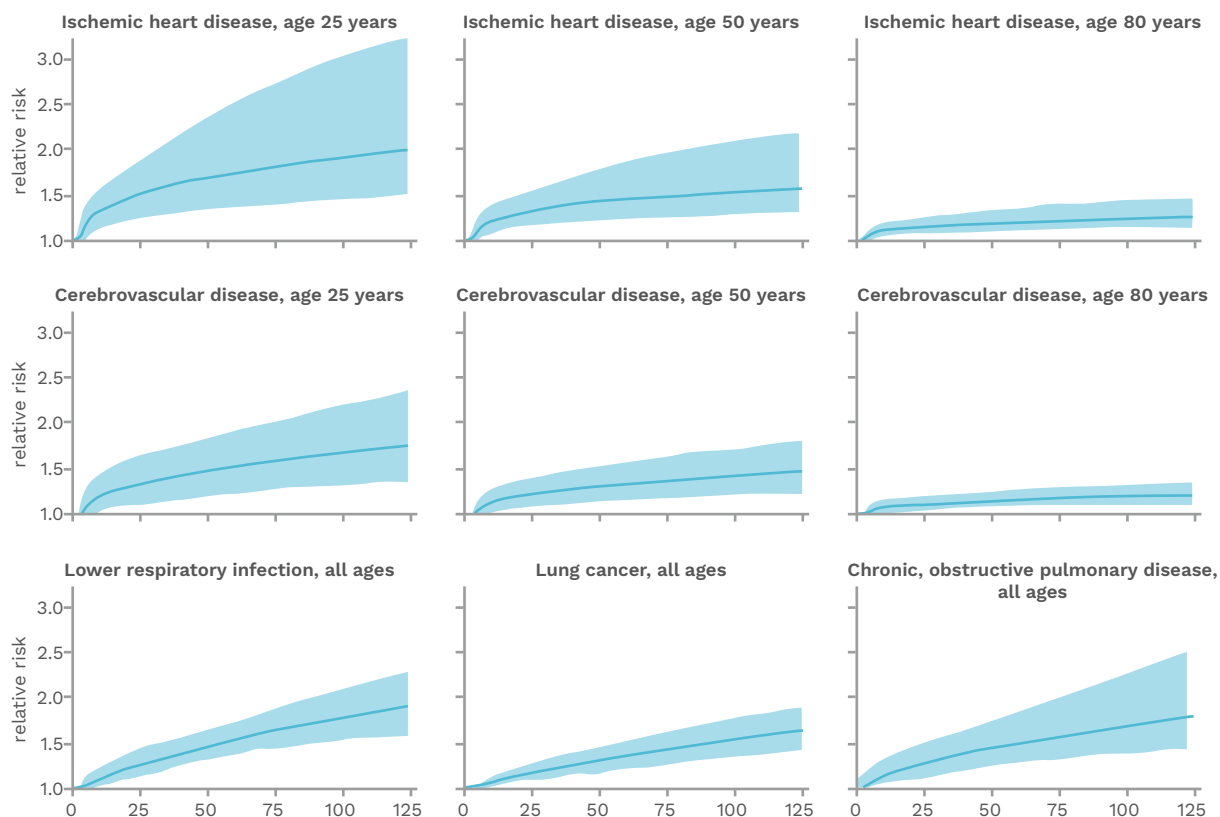 Ischemic heart disease, age 25 years
Ischemic heart disease, age 50 years
Ischemic heart disease, age 80 years
relative risk
3.0
2.5
2.0
1.5
1.0
Cerebrovascular disease, age 25 years
Cerebrovascular disease, age 50 years
Cerebrovascular disease, age 80 years
relative risk
3.0
2.5
2.0
1.5
1.0
Lower respiratory infection, all ages
Lung cancer, all ages
Chronic, obstructive pulmonary disease,
all ages
relative risk
3.0
2.5
2.0
1.5
1.0
0 25 50 75 100 125
0 25 50 75 100 125
0 25 50 75 100 125